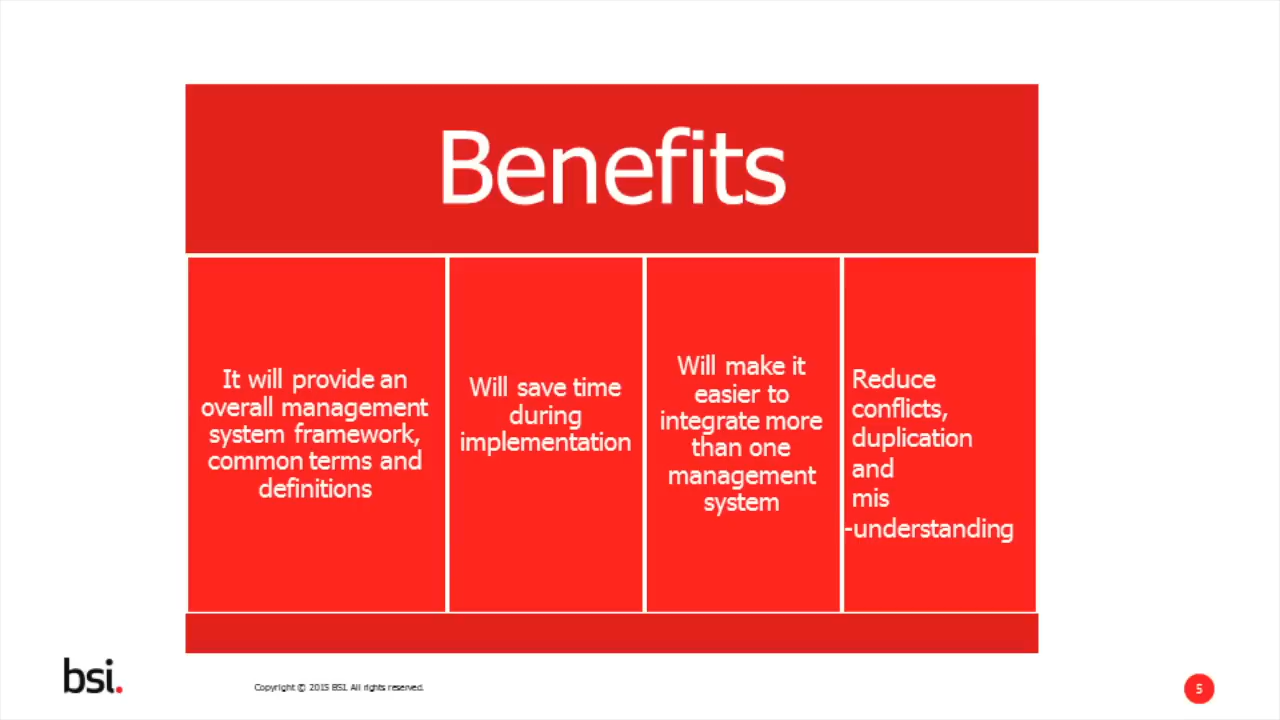 Benefits
It will provide an
overall management
system framework,
common terms and
definitions
Will save time
during
implementation
Will make it
easier to
integrate more
than one
management
system
Reduce
conflicts,
duplication
and
mis
-understanding
bsi.
Copyright © 2015 BSI. All rights reserved.
5